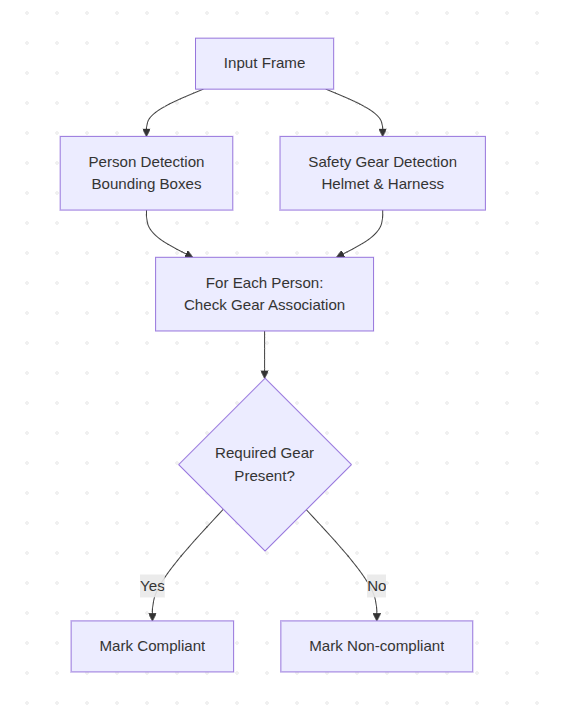 Input Frame
Person Detection
Bounding Boxes
Safety Gear Detection
Helmet & Harness
For Each Person:
Check Gear Association
Required Gear
Present?
Yes
No
Mark Compliant
Mark Non-compliant